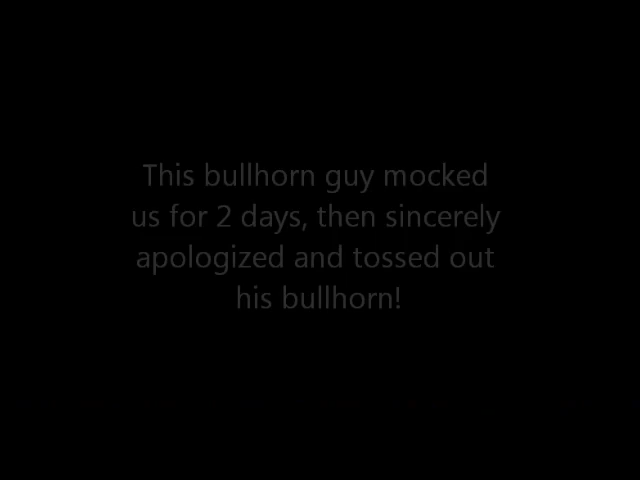 This bullhorn guy mocked
us for 2 days, then sincerely
apologized and tossed out
his bullhorn!